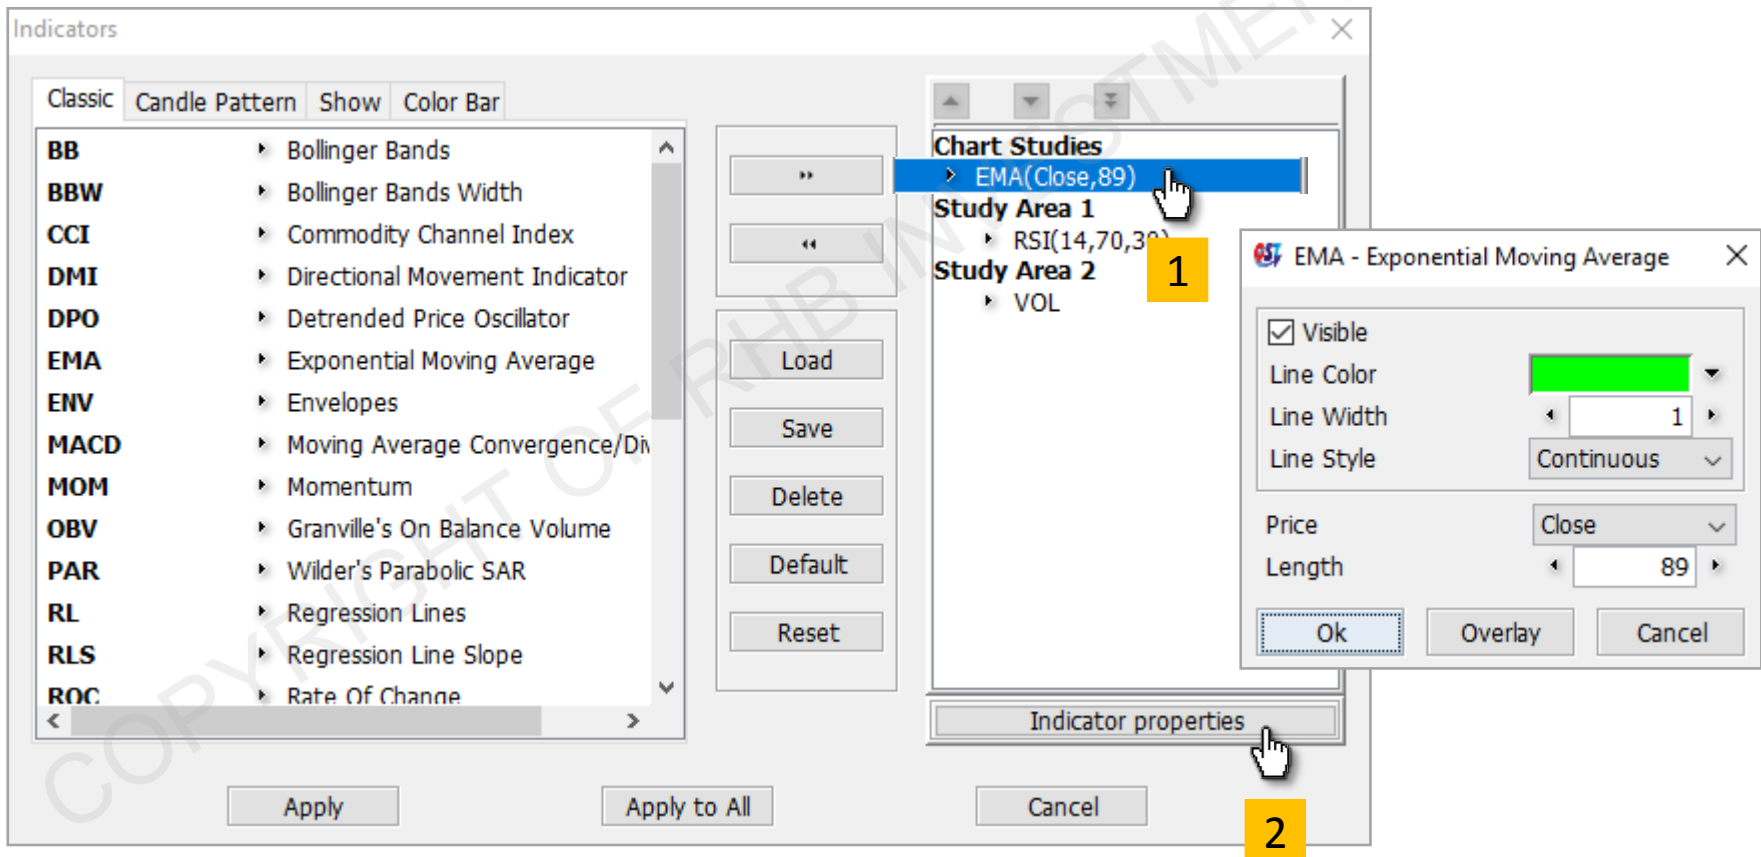 Indicators
Classic Candle Pattern Show Color Bar
BB Bollinger Bands
BBW Bollinger Bands Width
CCI Commodity Channel Index
DMI Directional Movement Indicator
DPO Detrended Price Oscillator
EMA Exponential Moving Average
ENV Envelopes
MACD Moving Average Convergence/Div
MOM Momentum
OBV Granville's On Balance Volume
PAR Wilder's Parabolic SAR
RL Regression Lines
RLS Regression Line Slope
ROC Rate Of Change
Load
Save
Delete
Default
Reset
Chart Studies
EMA(Close,89)
Study Area 1
RSI(14,70,30)
Study Area 2
VOL
1
Indicator properties
2
Apply
Apply to All
Cancel
EMA - Exponential Moving Average
Visible
Line Color
Line Width 1
Line Style Continuous
Price Close
Length 89
Ok Overlay Cancel
COPYRIGHT OF RHB INVESTMEN